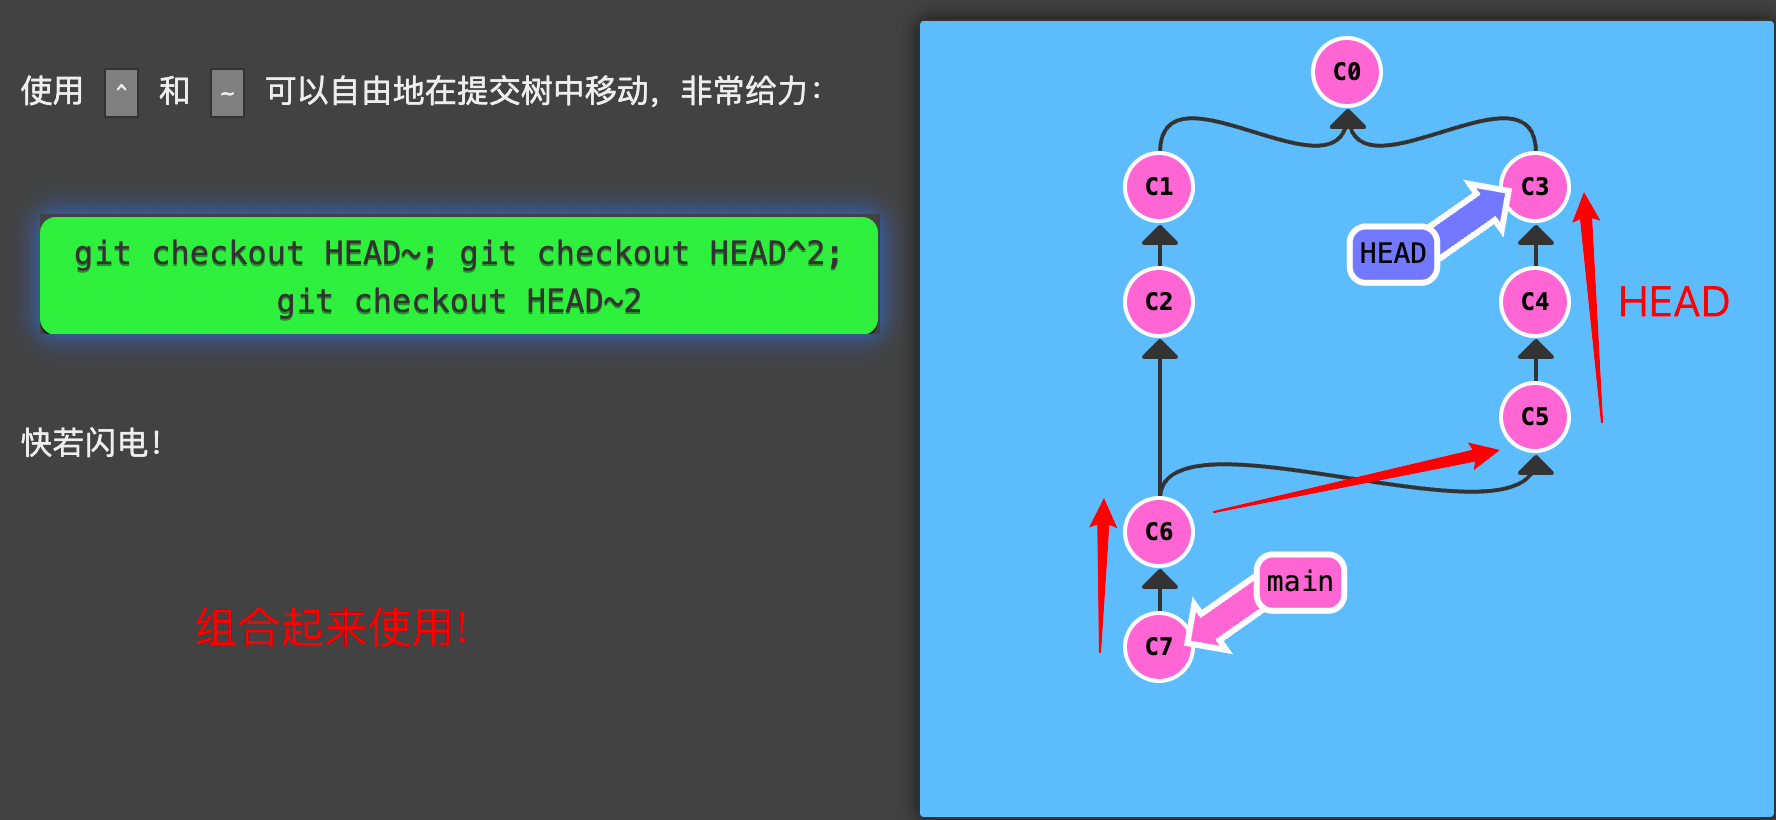 使用 ^ 和 ~ 可以自由地在提交树中移动，非常给力：
git checkout HEAD~; git checkout HEAD^2;
git checkout HEAD~2
快若闪电！
组合起来使用！
C0
C1
C3
HEAD
C2
C4
HEAD
C5
C6
main
C7